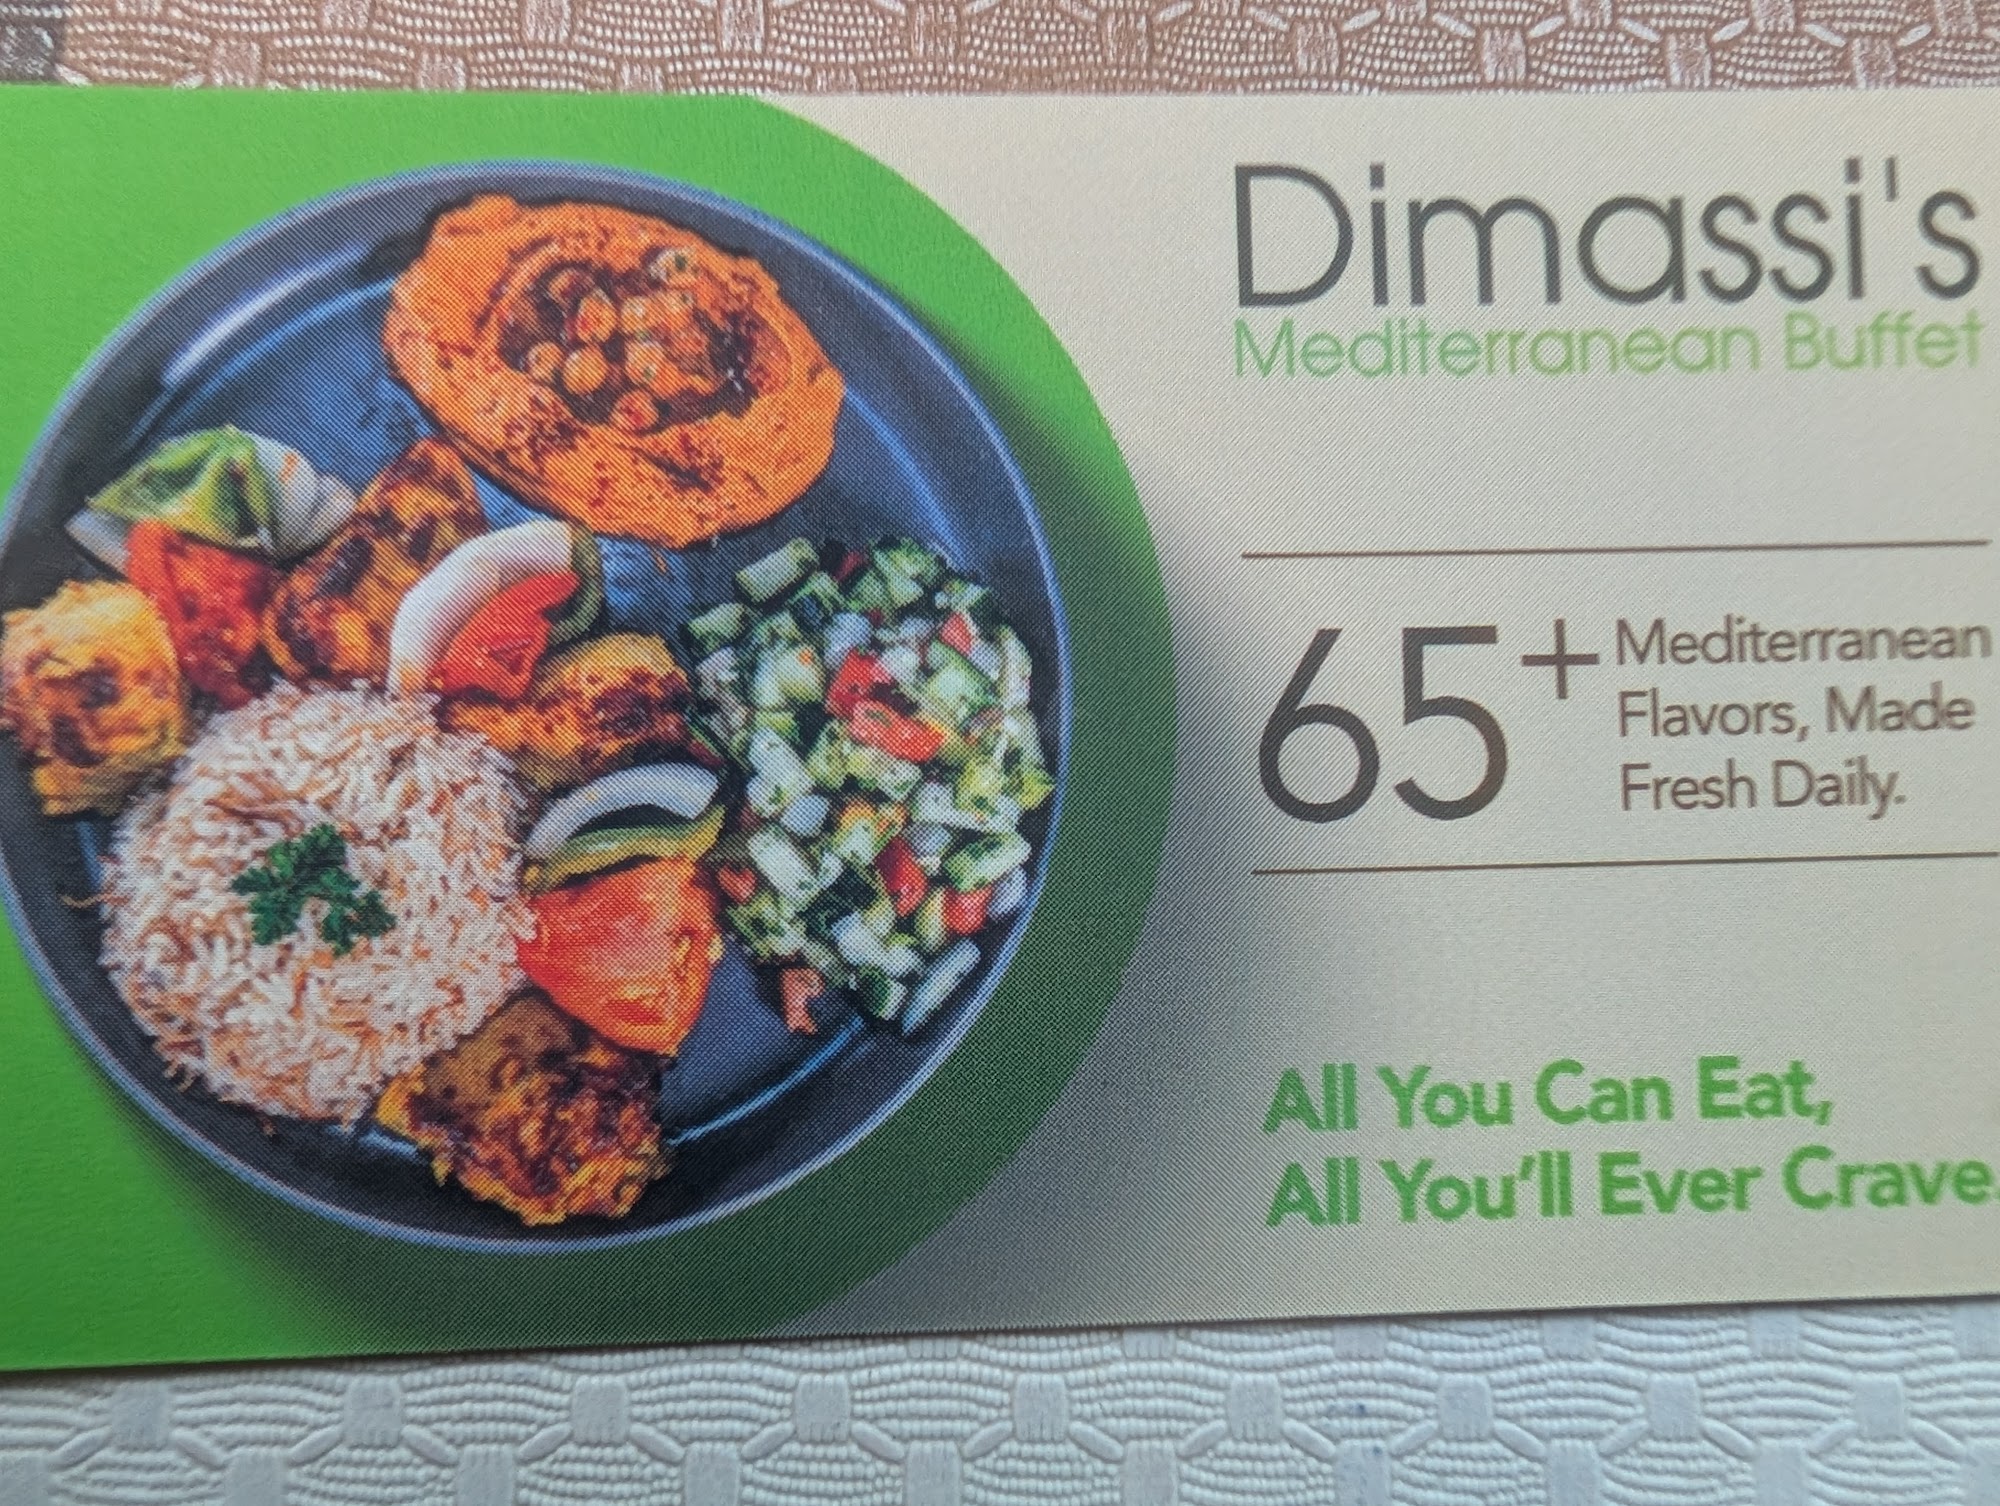 Dimassi's
Mediterranean Buffet
65+
Mediterranean
Flavors, Made
Fresh Daily.
All You Can Eat,
All You'll Ever Crave.